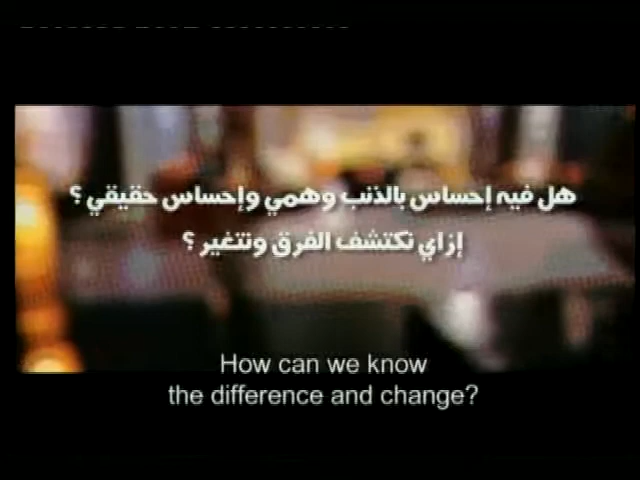 هل فيه إحساس بالذنب وهمي وإحساس حقيقي ؟
إزاي نكتشف الفرق ونتغير ؟
How can we know
the difference and change?